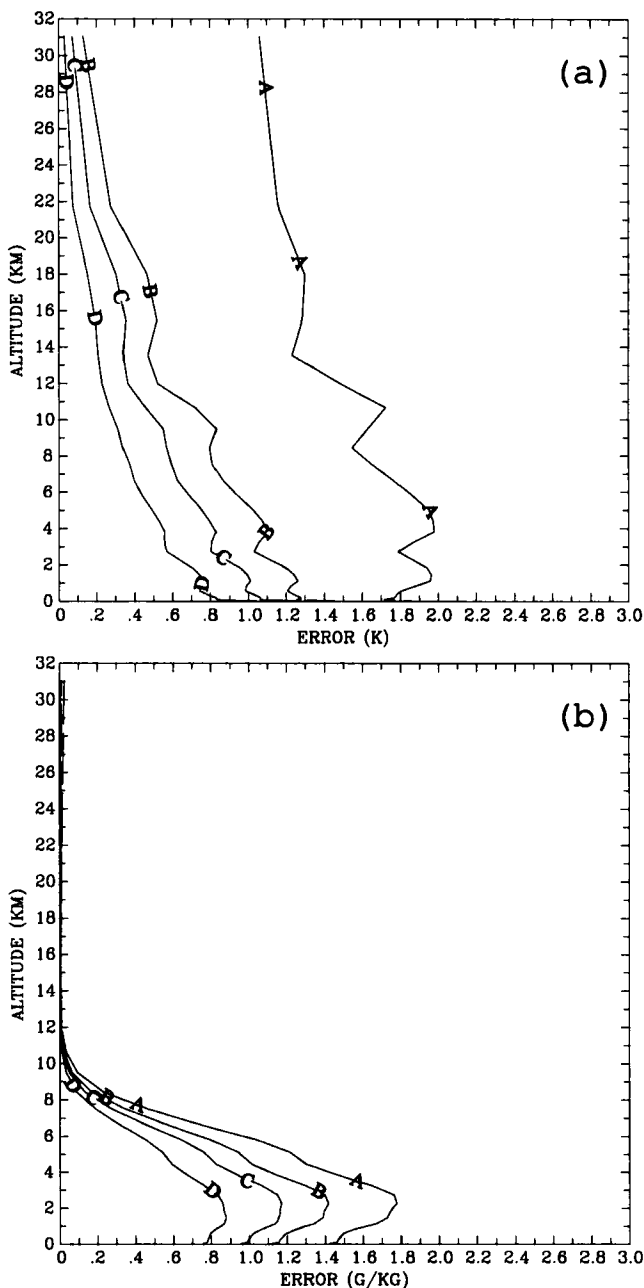 32
30
28
26
24
22
20
18
16
14
12
10
8
6
4
2
0
ALTITUDE (KM)
(a)
D
C
B
A
D
C
B
A
D
C
B
A
0 .2 .4 .6 .8 1.0 1.2 1.4 1.6 1.8 2.0 2.2 2.4 2.6 2.8 3.0
ERROR (K)
32
30
28
26
24
22
20
18
16
14
12
10
8
6
4
2
0
ALTITUDE (KM)
(b)
D
C
B
A
D
C
B
A
0 .2 .4 .6 .8 1.0 1.2 1.4 1.6 1.8 2.0 2.2 2.4 2.6 2.8 3.0
ERROR (G/KG)